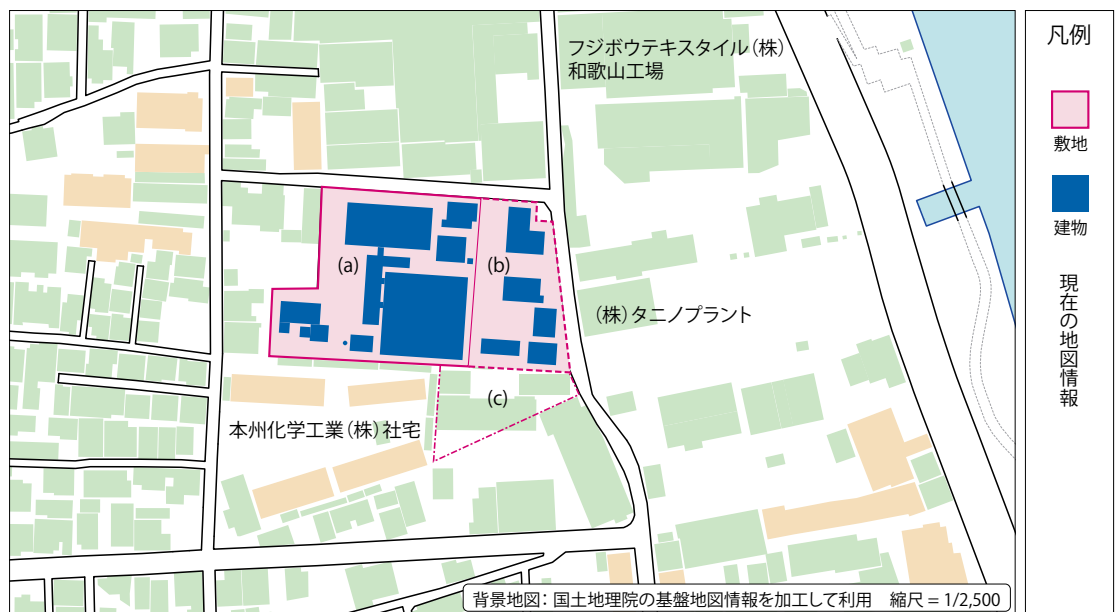 フジボウテキスタイル(株)
和歌山工場
(a)
(b)
(株)タニノプラント
(c)
本州化学工業(株)社宅
背景地図：国土地理院の基盤地図情報を加工して利用　縮尺＝1/2,500
凡例
敷地
建物
現在の地図情報